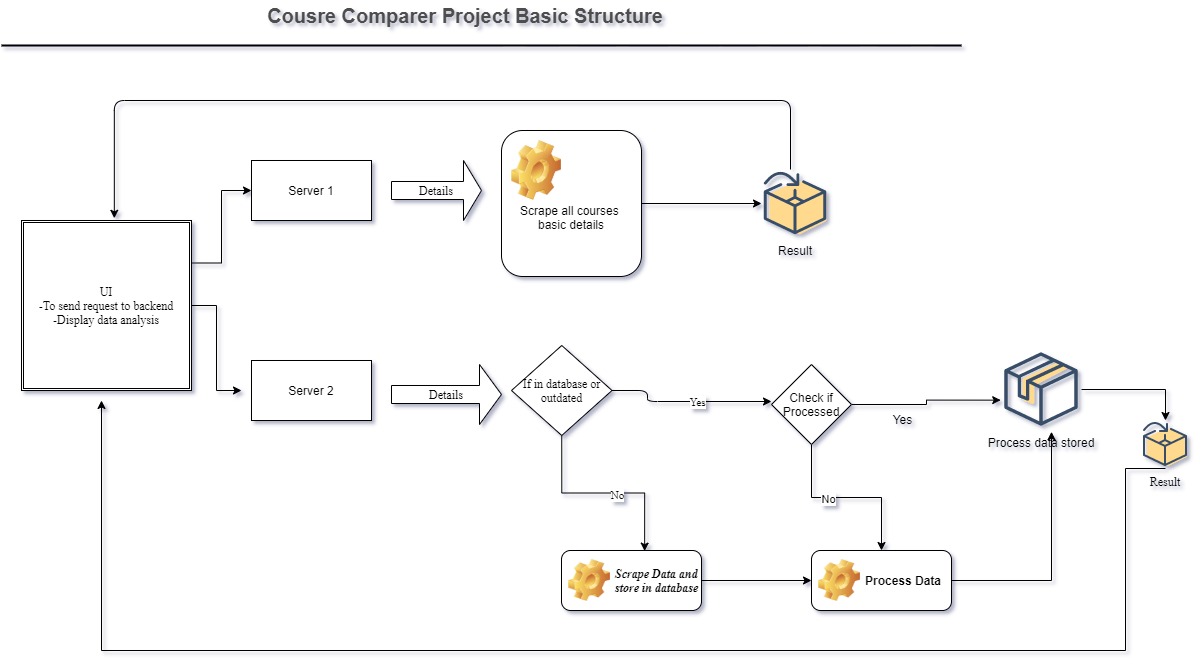 Cousre Comparer Project Basic Structure
Server 1
Details
Scrape all courses
basic details
Result
UI
-To send request to backend
-Display data analysis
Server 2
Details
If in database or
outdated
Yes
Check if
Processed
Yes
Process data stored
Result
No
No
Scrape Data and
store in database
Process Data